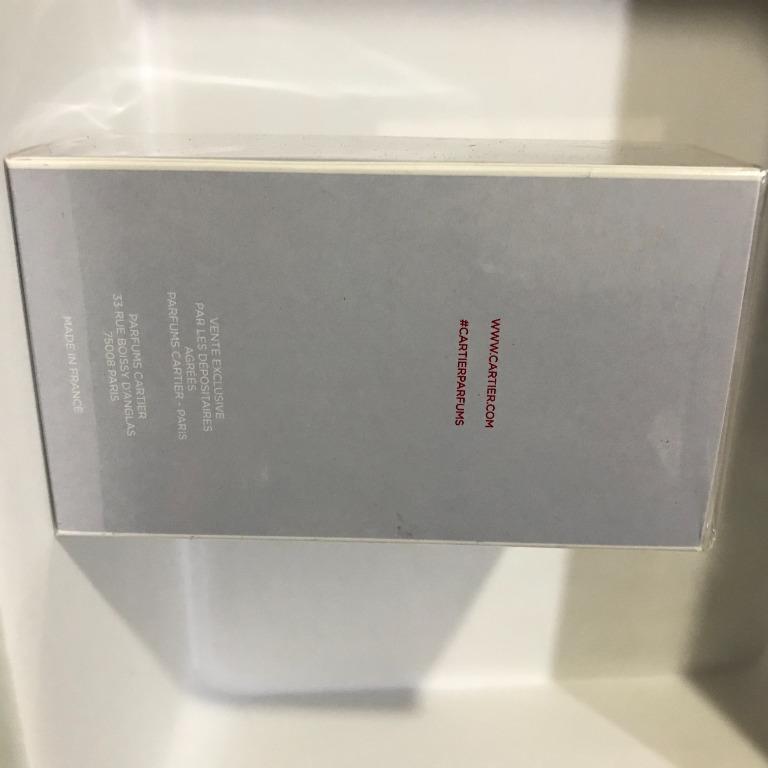 WWW.CARTIER.COM
#CARTIERPARFUMS
VENTE EXCLUSIVE
PAR LES DEPOSITAIRES
AGRÉÉS
PARFUMS CARTIER - PARIS
PARFUMS CARTIER
33 RUE BOISSY D'ANGLAS
75008 PARIS
MADE IN FRANCE